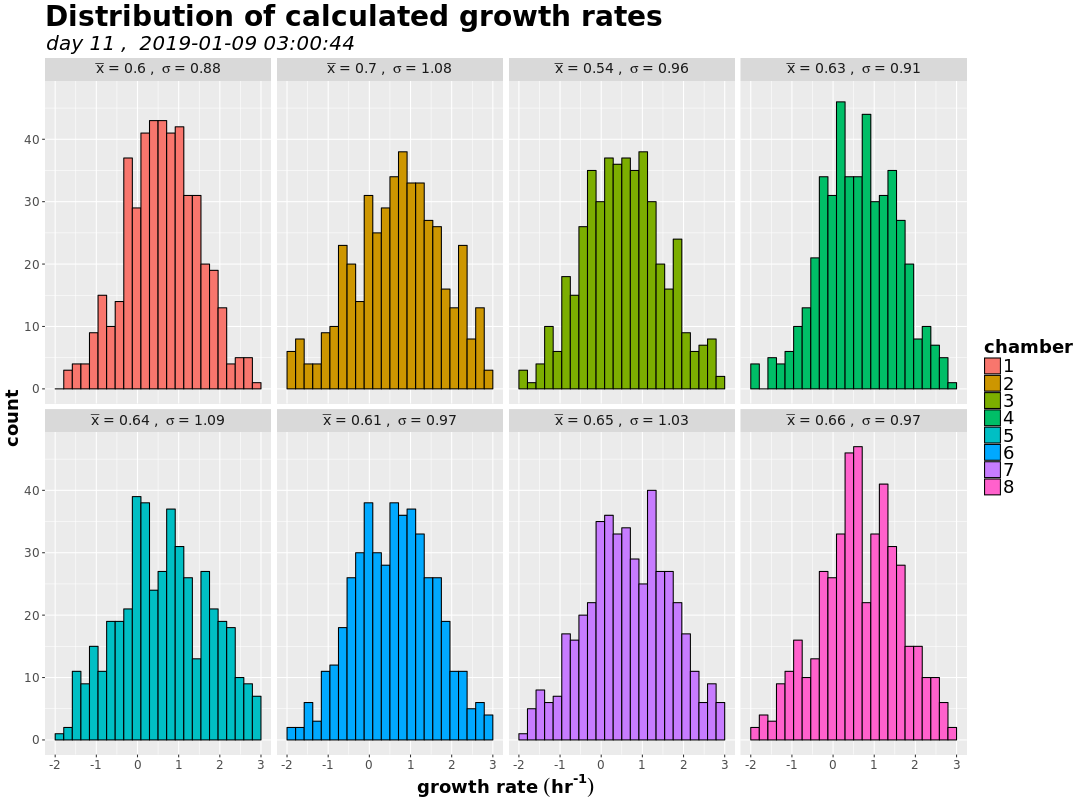 Distribution of calculated growth rates
day 11 ,  2019-01-09 03:00:44
x̅ = 0.6 ,  σ = 0.88
x̅ = 0.7 ,  σ = 1.08
x̅ = 0.54 ,  σ = 0.96
x̅ = 0.63 ,  σ = 0.91
40
30
20
10
0
x̅ = 0.64 ,  σ = 1.09
x̅ = 0.61 ,  σ = 0.97
x̅ = 0.65 ,  σ = 1.03
x̅ = 0.66 ,  σ = 0.97
40
30
20
10
0
-2 -1 0 1 2 3
-2 -1 0 1 2 3
-2 -1 0 1 2 3
-2 -1 0 1 2 3
count
growth rate (hr⁻¹)
chamber
1
2
3
4
5
6
7
8